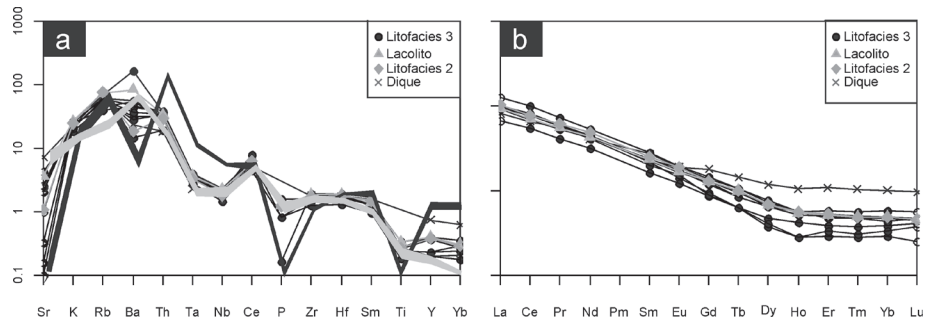 1000
100
10
1
0.1
a
Litofacies 3
Lacolito
Litofacies 2
Dique
Sr K Rb Ba Th Ta Nb Ce P Zr Hf Sm Ti Y Yb
b
Litofacies 3
Lacolito
Litofacies 2
Dique
La Ce Pr Nd Pm Sm Eu Gd Tb Dy Ho Er Tm Yb Lu